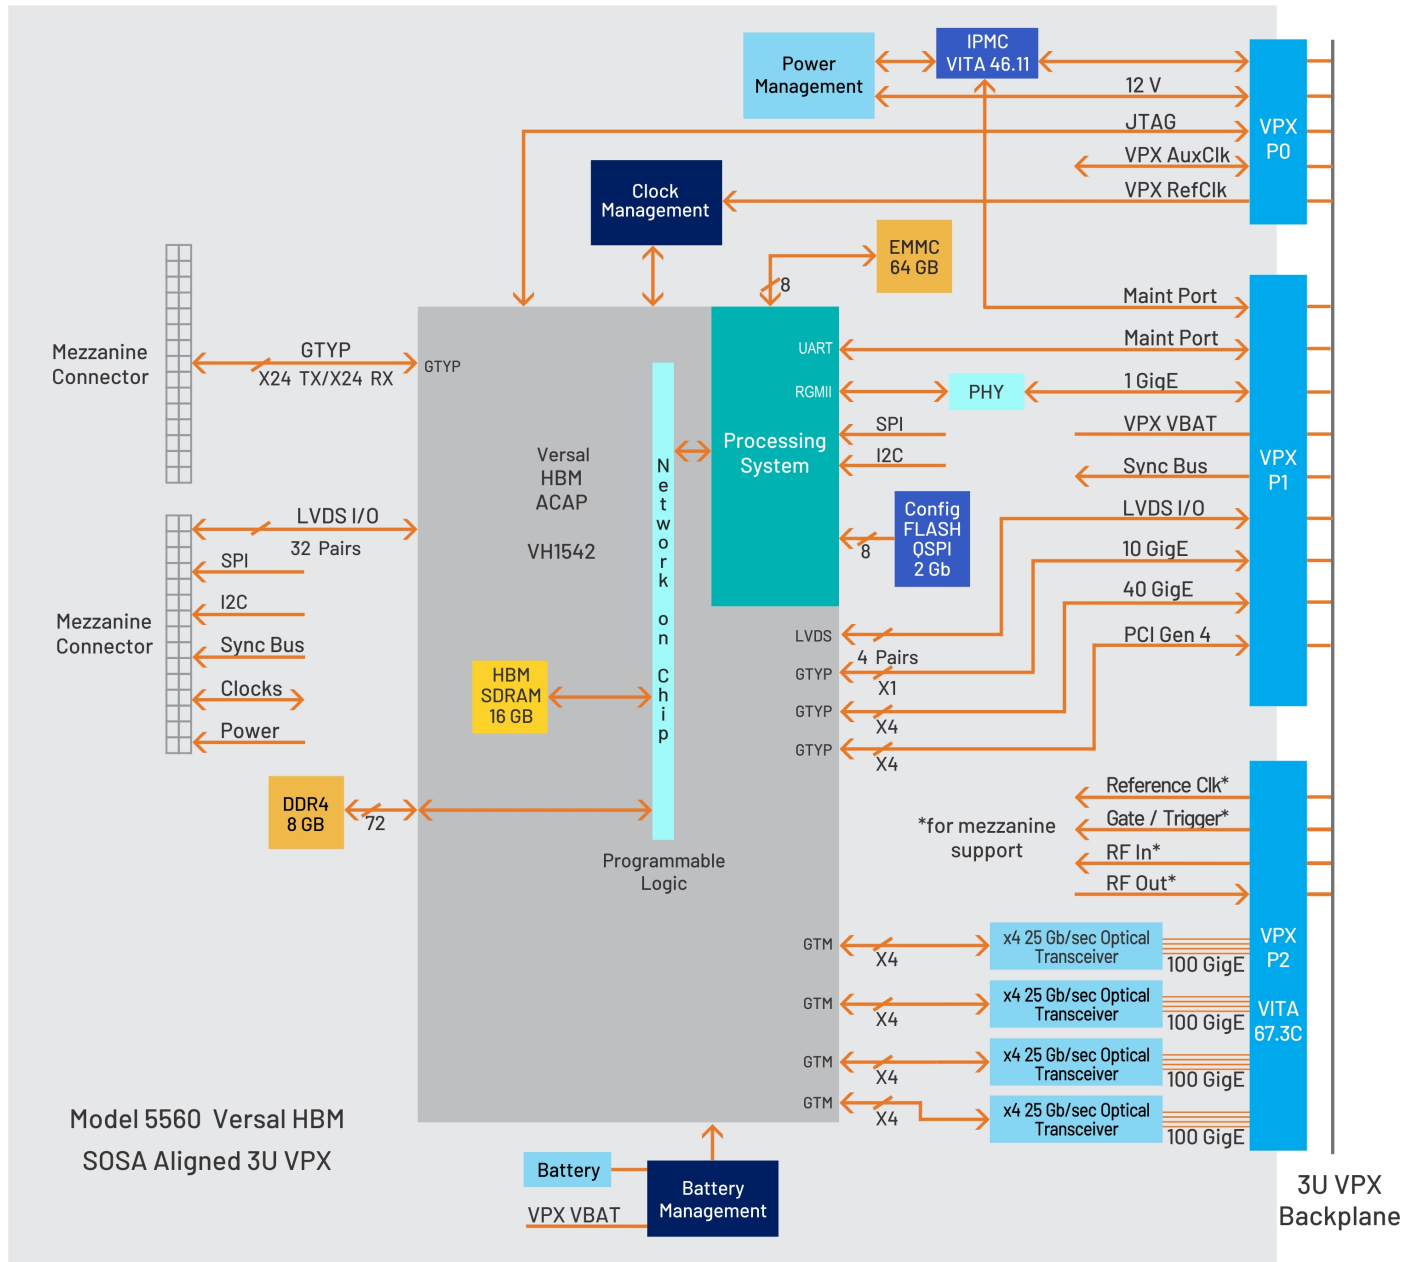 IPMC
VITA 46.11
Power
Management
12 V
JTAG
VPX AuxClk
VPX RefClk
VPX
P0
Clock
Management
EMMC
64 GB
8
Maint Port
Maint Port
1 GigE
VPX VBAT
Sync Bus
LVDS I/O
10 GigE
40 GigE
PCI Gen 4
VPX
P1
Mezzanine
Connector
GTYP
X24 TX/X24 RX
GTYP
UART
RGMII
PHY
Processing
System
SPI
I2C
Config
FLASH
QSPI
2 Gb
8
Versal
HBM
ACAP
VH1542
Network on Chip
LVDS I/O
32 Pairs
SPI
I2C
Sync Bus
Clocks
Power
Mezzanine
Connector
LVDS
4 Pairs
GTYP
X1
GTYP
X4
GTYP
X4
HBM
SDRAM
16 GB
DDR4
8 GB
72
Programmable
Logic
*for mezzanine
support
Reference Clk*
Gate / Trigger*
RF In*
RF Out*
VPX
P2
VITA
67.3C
GTM
X4
x4 25 Gb/sec Optical
Transceiver
100 GigE
GTM
X4
x4 25 Gb/sec Optical
Transceiver
100 GigE
GTM
X4
x4 25 Gb/sec Optical
Transceiver
100 GigE
GTM
X4
x4 25 Gb/sec Optical
Transceiver
100 GigE
Model 5560 Versal HBM
SOSA Aligned 3U VPX
Battery
VPX VBAT
Battery
Management
3U VPX
Backplane